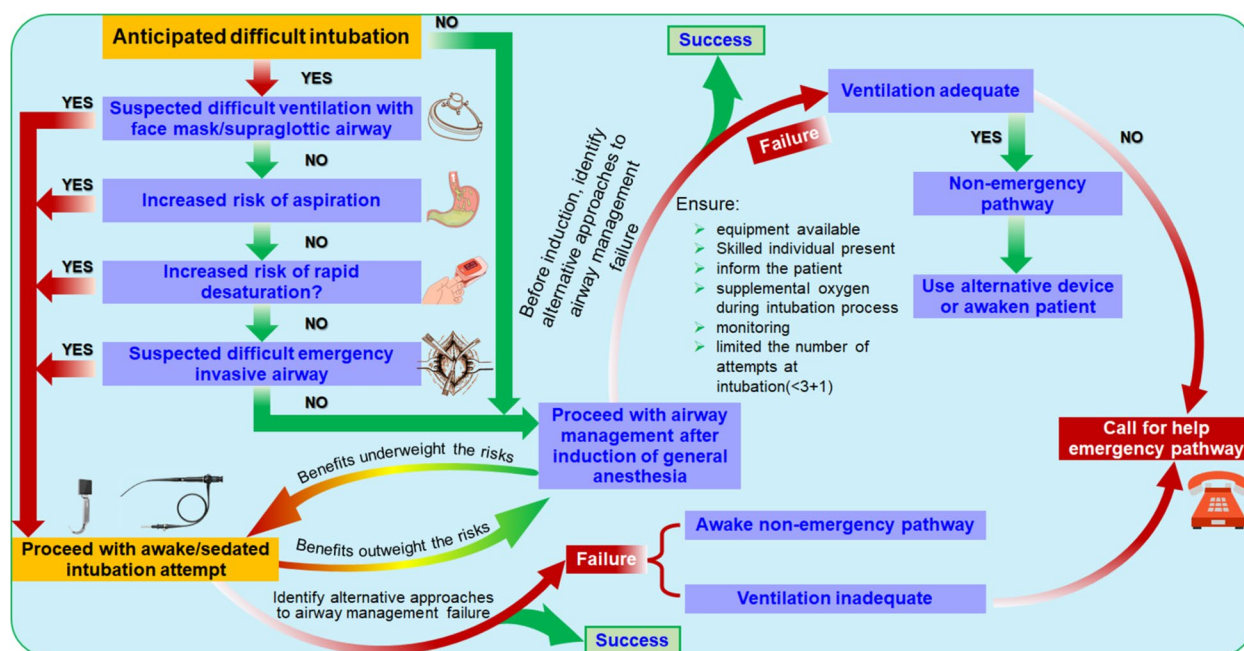 Anticipated difficult intubation
NO
YES
YES
Suspected difficult ventilation with
face mask/supraglottic airway
NO
YES
Increased risk of aspiration
NO
YES
Increased risk of rapid
desaturation?
NO
YES
Suspected difficult emergency
invasive airway
NO
Proceed with airway
management after
induction of general
anesthesia
Before induction, identify
alternative approaches to
airway management
failure
Success
Failure
Ventilation adequate
YES
NO
Non-emergency
pathway
Use alternative device
or awaken patient
Ensure:
equipment available
Skilled individual present
inform the patient
supplemental oxygen
during intubation process
monitoring
limited the number of
attempts at
intubation(<3+1)
Call for help
emergency pathway
Benefits underweight the risks
Benefits outweight the risks
Proceed with awake/sedated
intubation attempt
Identify alternative approaches
to airway management failure
Failure
Awake non-emergency pathway
Ventilation inadequate
Success